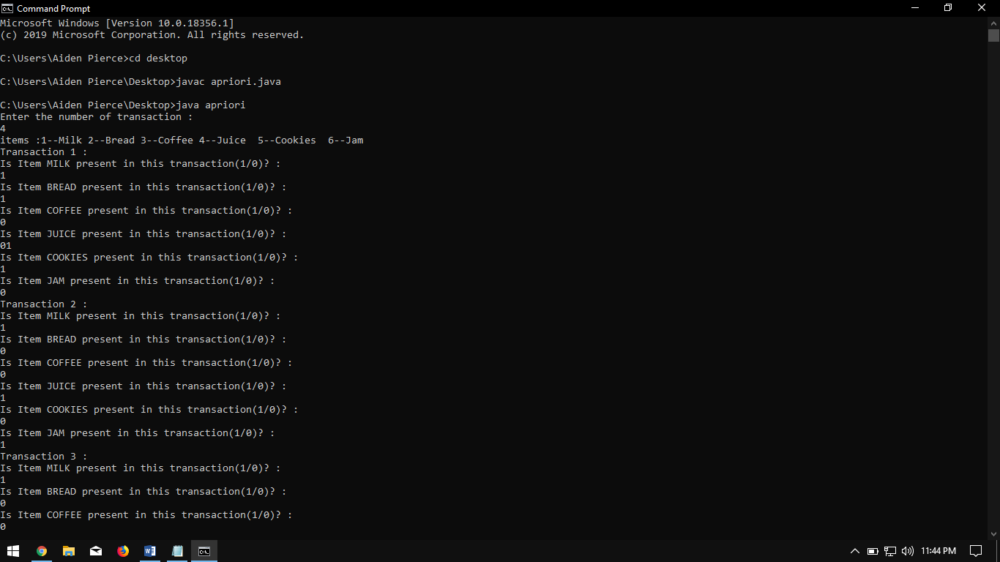 Command Prompt
Microsoft Windows [Version 10.0.18356.1]
(c) 2019 Microsoft Corporation. All rights reserved.
C:\Users\Aiden Pierce>cd desktop
C:\Users\Aiden Pierce\Desktop>javac apriori.java
C:\Users\Aiden Pierce\Desktop>java apriori
Enter the number of transaction :
4
items :1--Milk 2--Bread 3--Coffee 4--Juice  5--Cookies  6--Jam
Transaction 1 :
Is Item MILK present in this transaction(1/0)? :
1
Is Item BREAD present in this transaction(1/0)? :
1
Is Item COFFEE present in this transaction(1/0)? :
0
Is Item JUICE present in this transaction(1/0)? :
01
Is Item COOKIES present in this transaction(1/0)? :
1
Is Item JAM present in this transaction(1/0)? :
0
Transaction 2 :
Is Item MILK present in this transaction(1/0)? :
1
Is Item BREAD present in this transaction(1/0)? :
0
Is Item COFFEE present in this transaction(1/0)? :
0
Is Item JUICE present in this transaction(1/0)? :
1
Is Item COOKIES present in this transaction(1/0)? :
0
Is Item JAM present in this transaction(1/0)? :
1
Transaction 3 :
Is Item MILK present in this transaction(1/0)? :
1
Is Item BREAD present in this transaction(1/0)? :
0
Is Item COFFEE present in this transaction(1/0)? :
0
11:44 PM